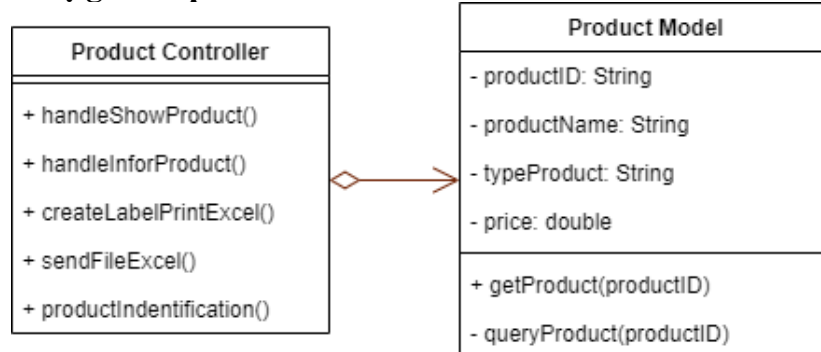 Product Controller
+ handleShowProduct()
+ handleInforProduct()
+ createLabelPrintExcel()
+ sendFileExcel()
+ productIndentification()
Product Model
- productID: String
- productName: String
- typeProduct: String
- price: double
+ getProduct(productID)
- queryProduct(productID)